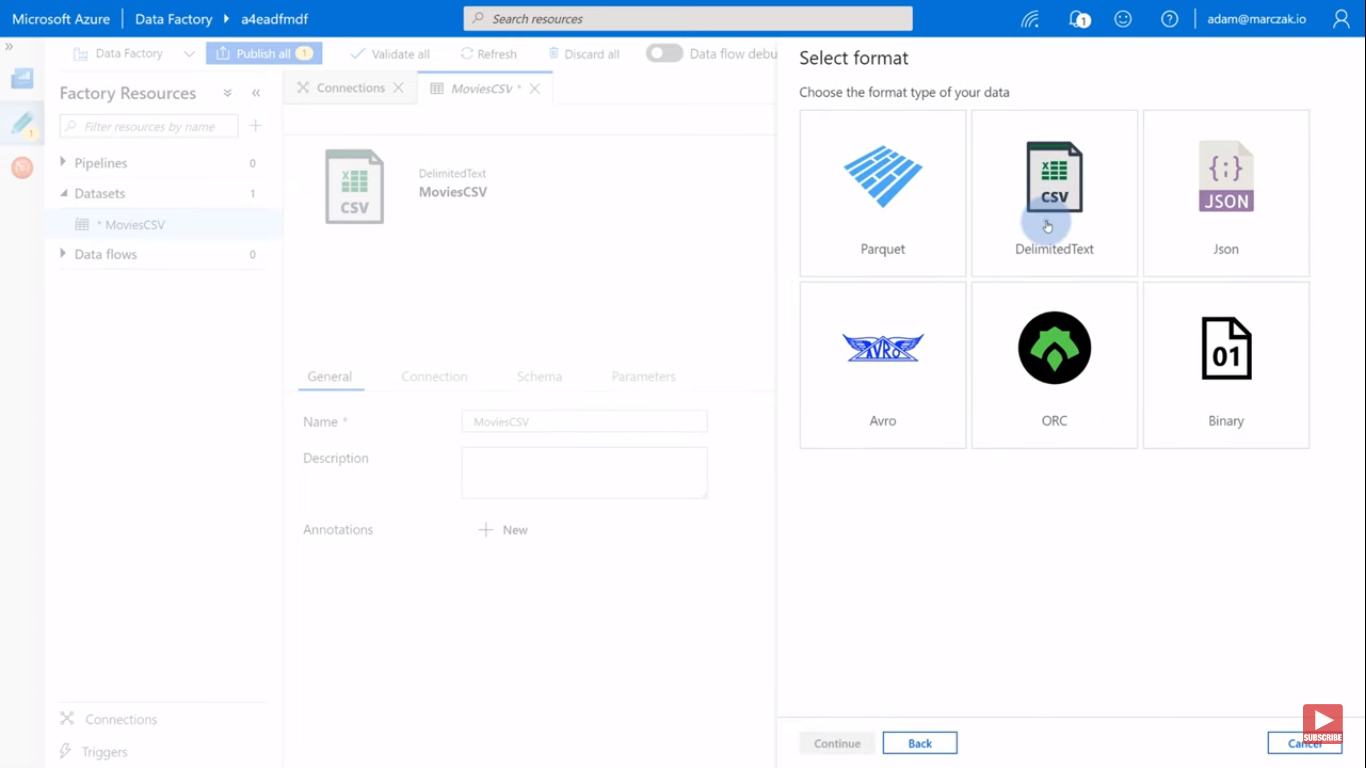 Microsoft Azure
Data Factory
a4eadfmdf
Search resources
1
adam@marczak.io
Data Factory
Publish all
1
Validate all
Refresh
Discard all
Data flow debu
Factory Resources
Filter resources by name
Pipelines
0
Datasets
1
* MoviesCSV
Data flows
0
Connections
Triggers
1
Connections
MoviesCSV *
CSV
DelimitedText
MoviesCSV
General
Connection
Schema
Parameters
Name *
MoviesCSV
Description
Annotations
New
Select format
Choose the format type of your data
Parquet
CSV
DelimitedText
{;}
JSON
Json
AVRO
Avro
ORC
01
Binary
Continue
Back
Cancel
SUBSCRIBE